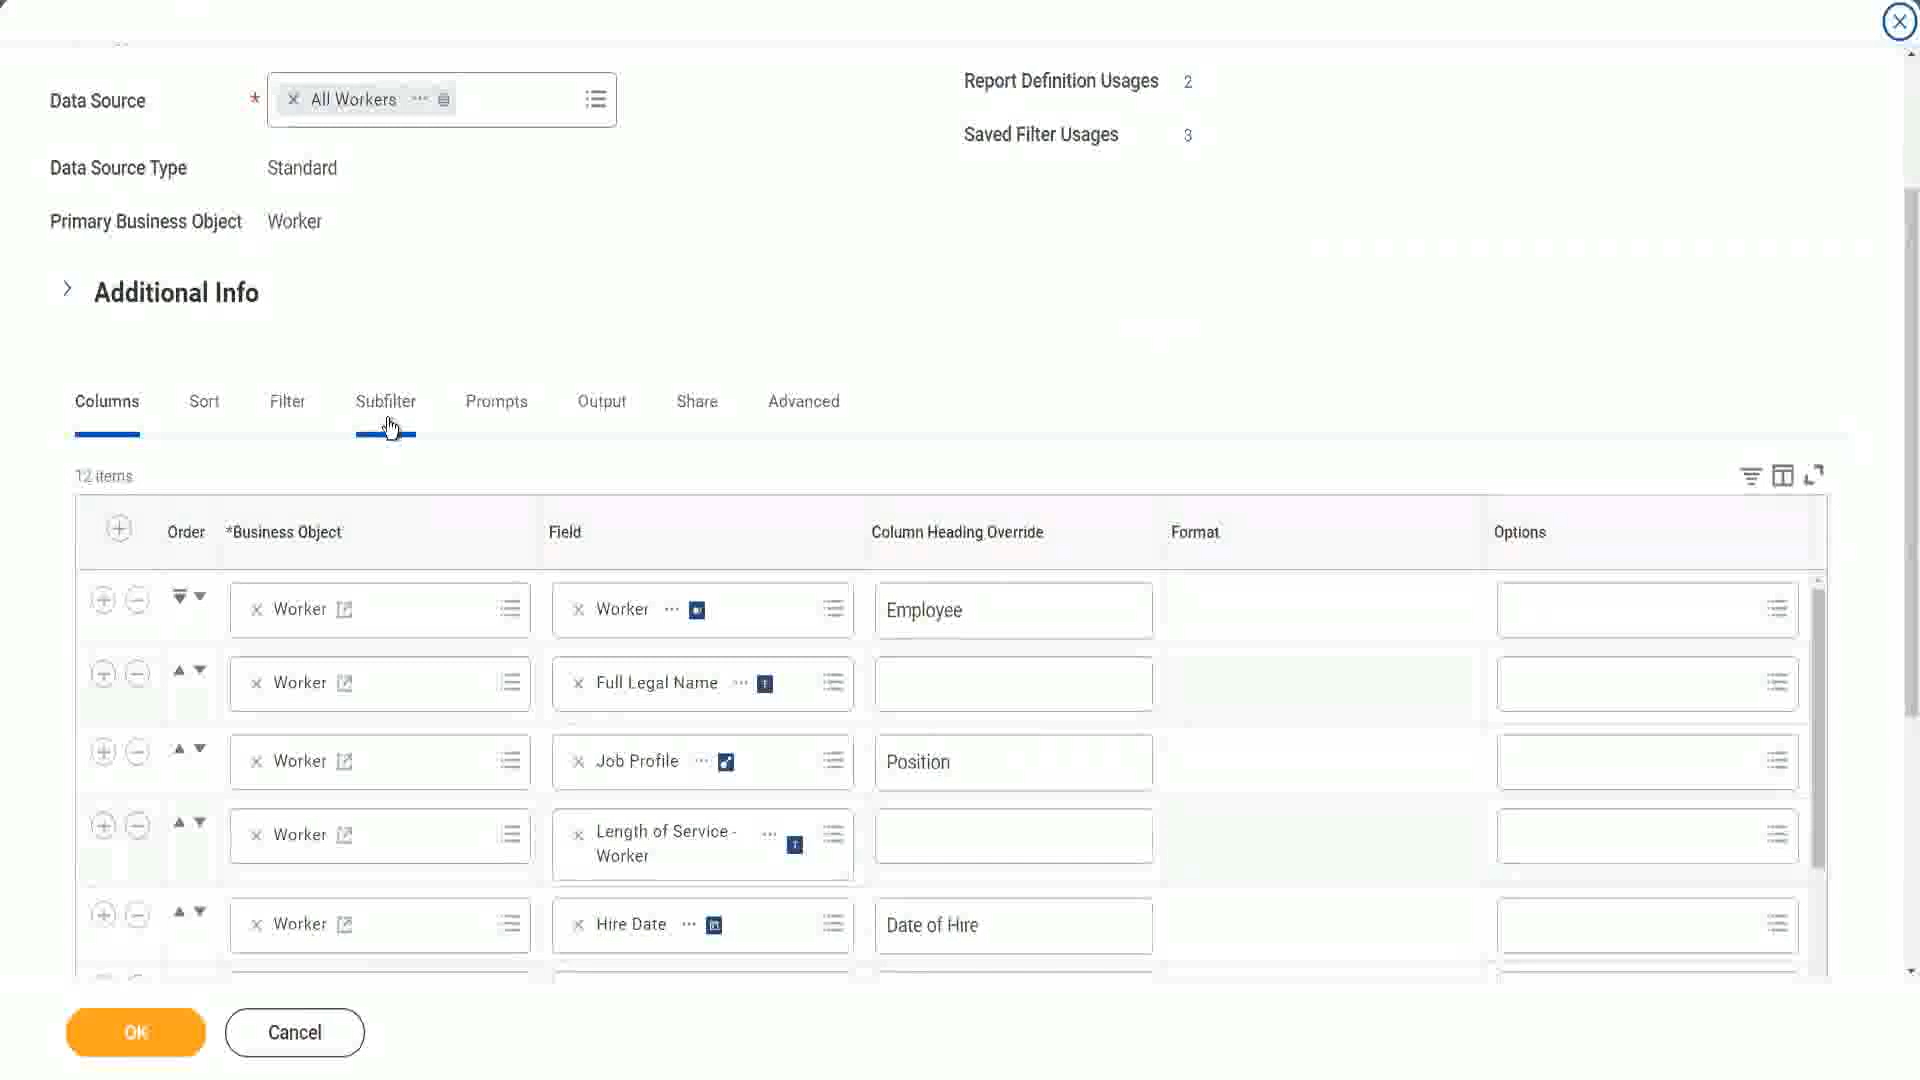 Data Source * All Workers Report Definition Usages 2
Saved Filter Usages 3
Data Source Type Standard
Primary Business Object Worker
Additional Info
Columns Sort Filter Subfilter Prompts Output Share Advanced
12 items
Order *Business Object Field Column Heading Override Format Options
Worker Worker Employee
Worker Full Legal Name
Worker Job Profile Position
Worker Length of Service -
Worker
Worker Hire Date Date of Hire
OK Cancel